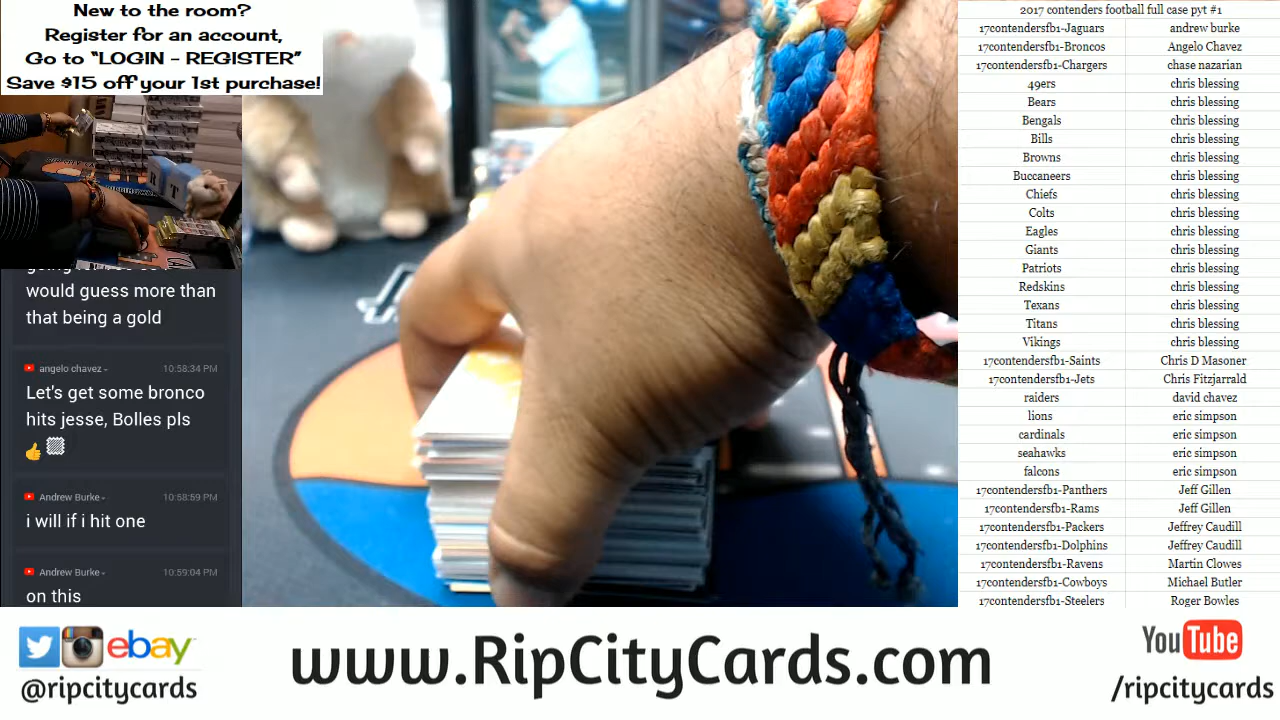 New to the room?
Register for an account,
Go to “LOGIN - REGISTER”
Save $15 off your 1st purchase!
would guess more than
that being a gold
angelo chavez 10:58:34 PM
Let's get some bronco
hits jesse, Bolles pls
Andrew Burke 10:58:59 PM
i will if i hit one
Andrew Burke 10:59:04 PM
on this
2017 contenders football full case pyt #1
17contendersfb1-Jaguars andrew burke
17contendersfb1-Broncos Angelo Chavez
17contendersfb1-Chargers chase nazarian
49ers chris blessing
Bears chris blessing
Bengals chris blessing
Bills chris blessing
Browns chris blessing
Buccaneers chris blessing
Chiefs chris blessing
Colts chris blessing
Eagles chris blessing
Giants chris blessing
Patriots chris blessing
Redskins chris blessing
Texans chris blessing
Titans chris blessing
Vikings chris blessing
17contendersfb1-Saints Chris D Masoner
17contendersfb1-Jets Chris Fitzjarrald
raiders david chavez
lions eric simpson
cardinals eric simpson
seahawks eric simpson
falcons eric simpson
17contendersfb1-Panthers Jeff Gillen
17contendersfb1-Rams Jeff Gillen
17contendersfb1-Packers Jeffrey Caudill
17contendersfb1-Dolphins Jeffrey Caudill
17contendersfb1-Ravens Martin Clowes
17contendersfb1-Cowboys Michael Butler
17contendersfb1-Steelers Roger Bowles
ebay
@ripcitycards
www.RipCityCards.com
YouTube
/ripcitycards